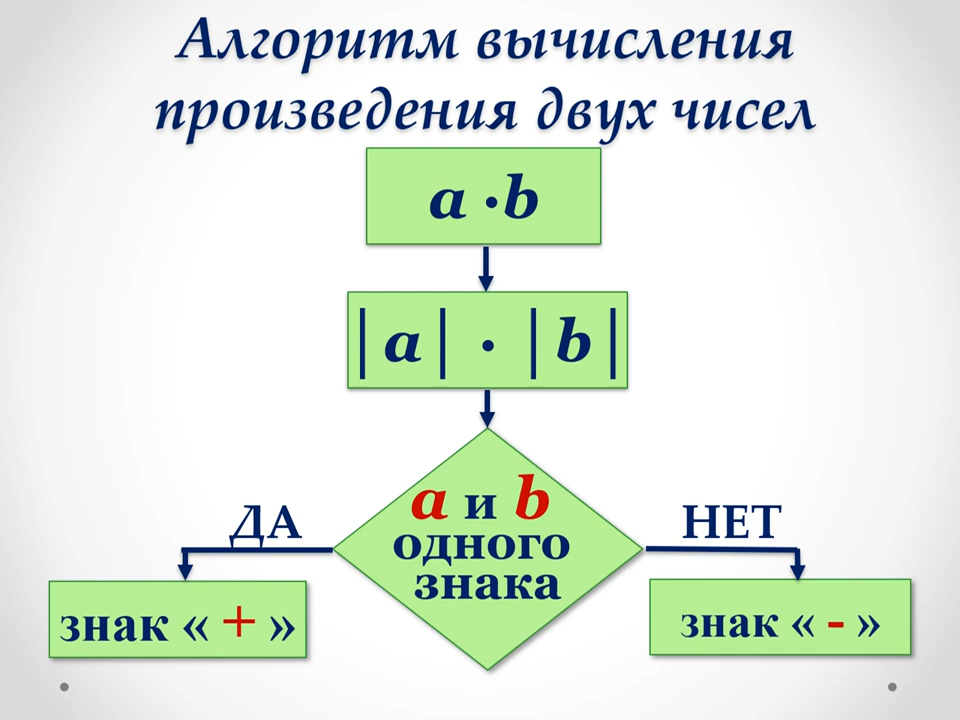 Алгоритм вычисления
произведения двух чисел
a · b
|a| · |b|
a и b
одного
знака
ДА
НЕТ
знак « + »
знак « - »